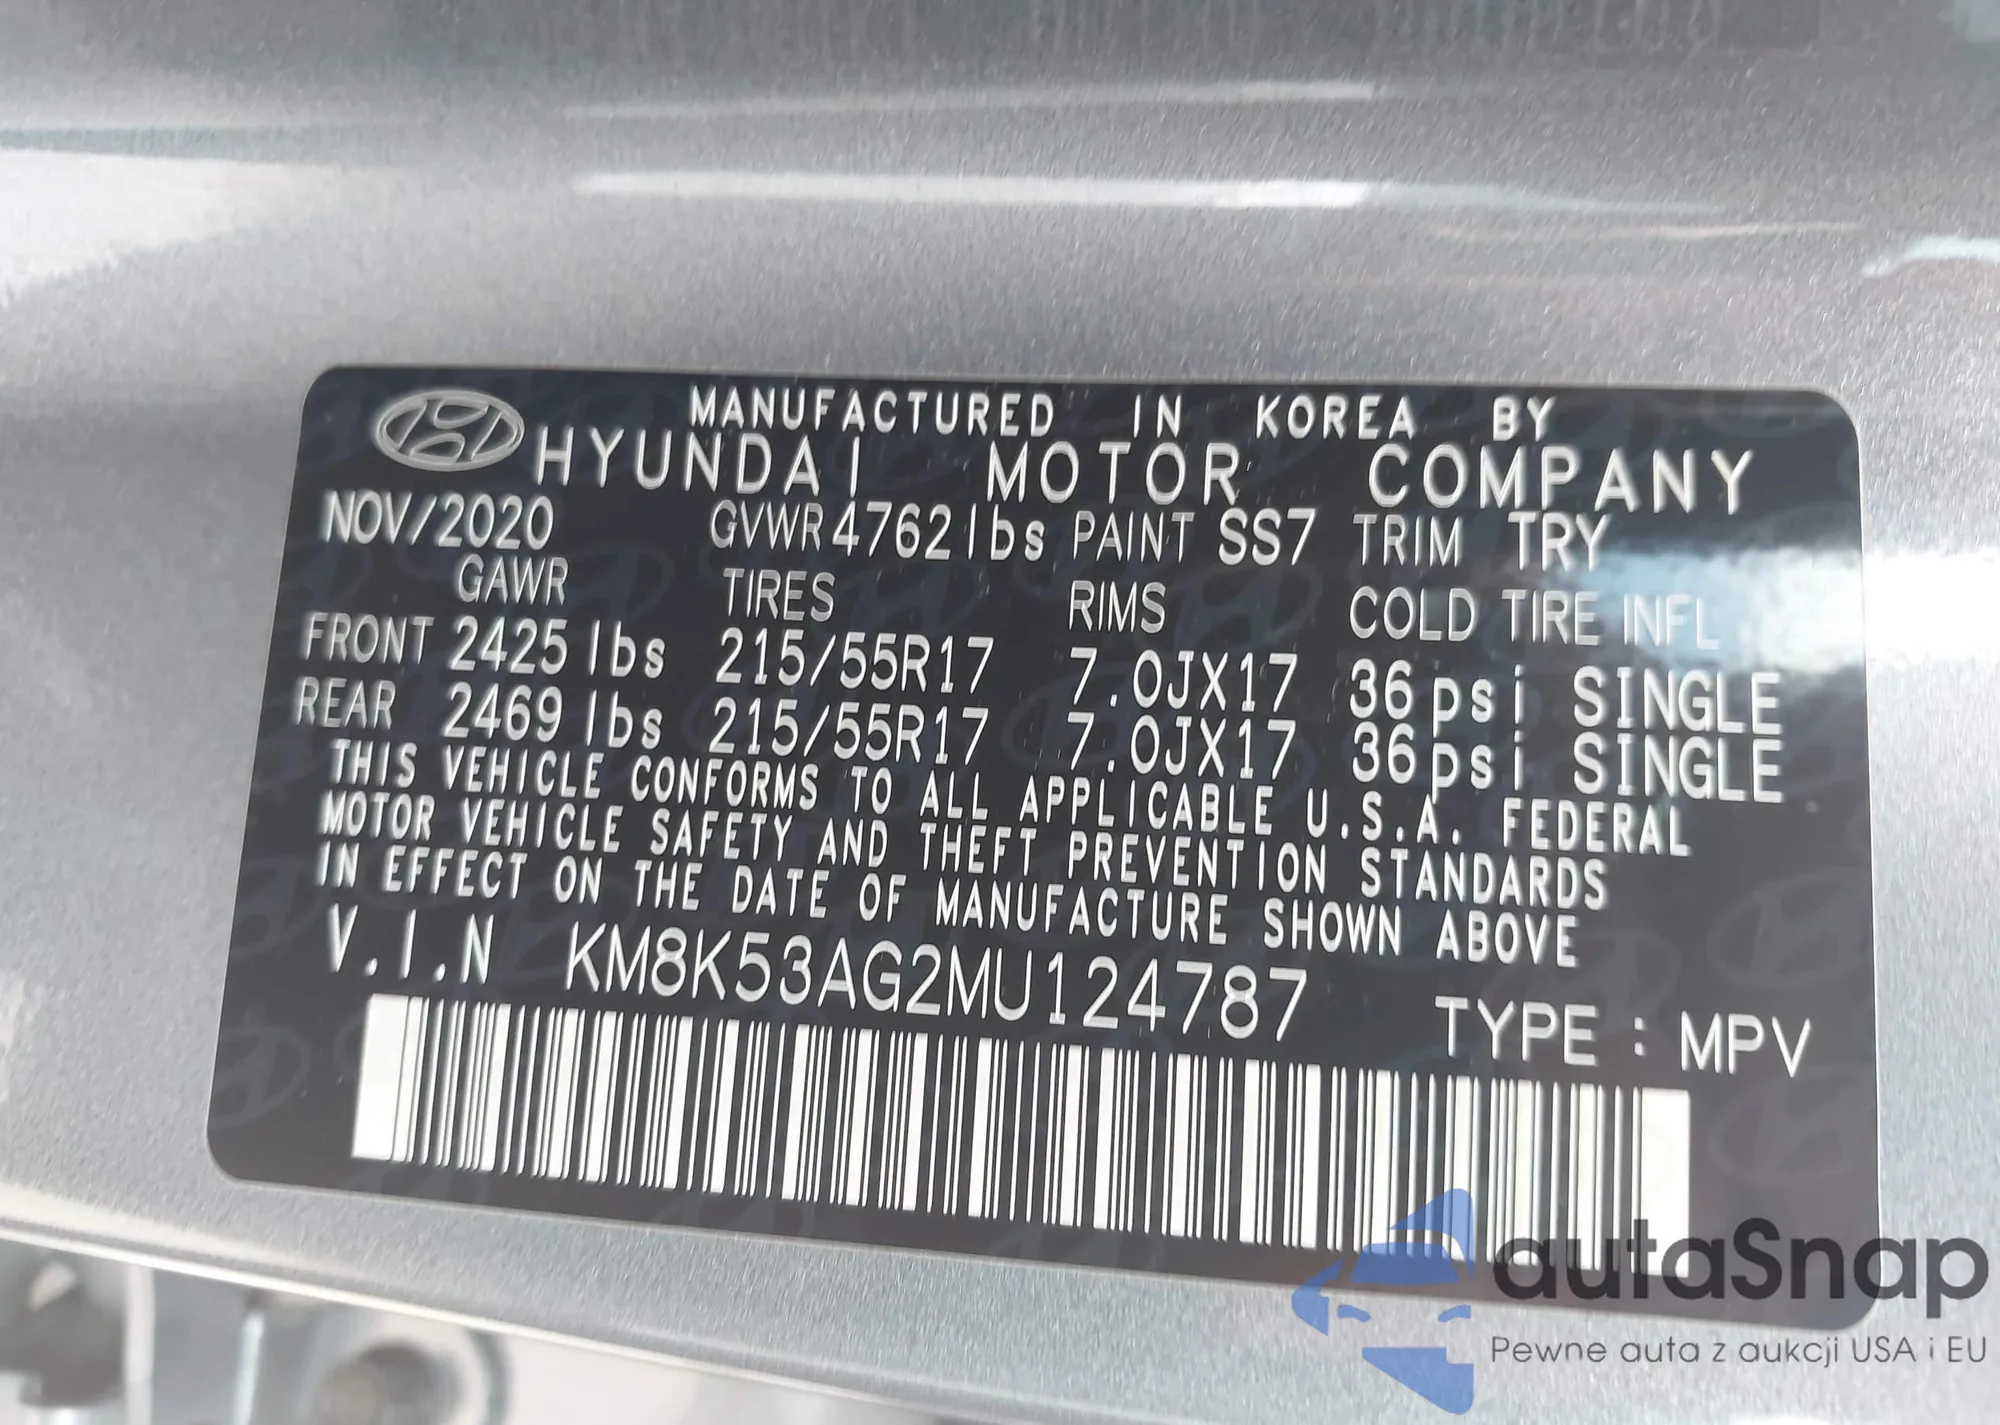 MANUFACTURED IN KOREA BY
HYUNDAI MOTOR COMPANY
NOV/2020 GVWR 4762 lbs PAINT SS7 TRIM TRY
GAWR TIRES RIMS COLD TIRE INFL
FRONT 2425 lbs 215/55R17 7.0JX17 36 psi SINGLE
REAR 2469 lbs 215/55R17 7.0JX17 36 psi SINGLE
THIS VEHICLE CONFORMS TO ALL APPLICABLE U.S.A. FEDERAL
MOTOR VEHICLE SAFETY AND THEFT PREVENTION STANDARDS
IN EFFECT ON THE DATE OF MANUFACTURE SHOWN ABOVE
V.I.N KM8K53AG2MU124787
TYPE : MPV
autaSnap
Pewne auta z aukcji USA i EU